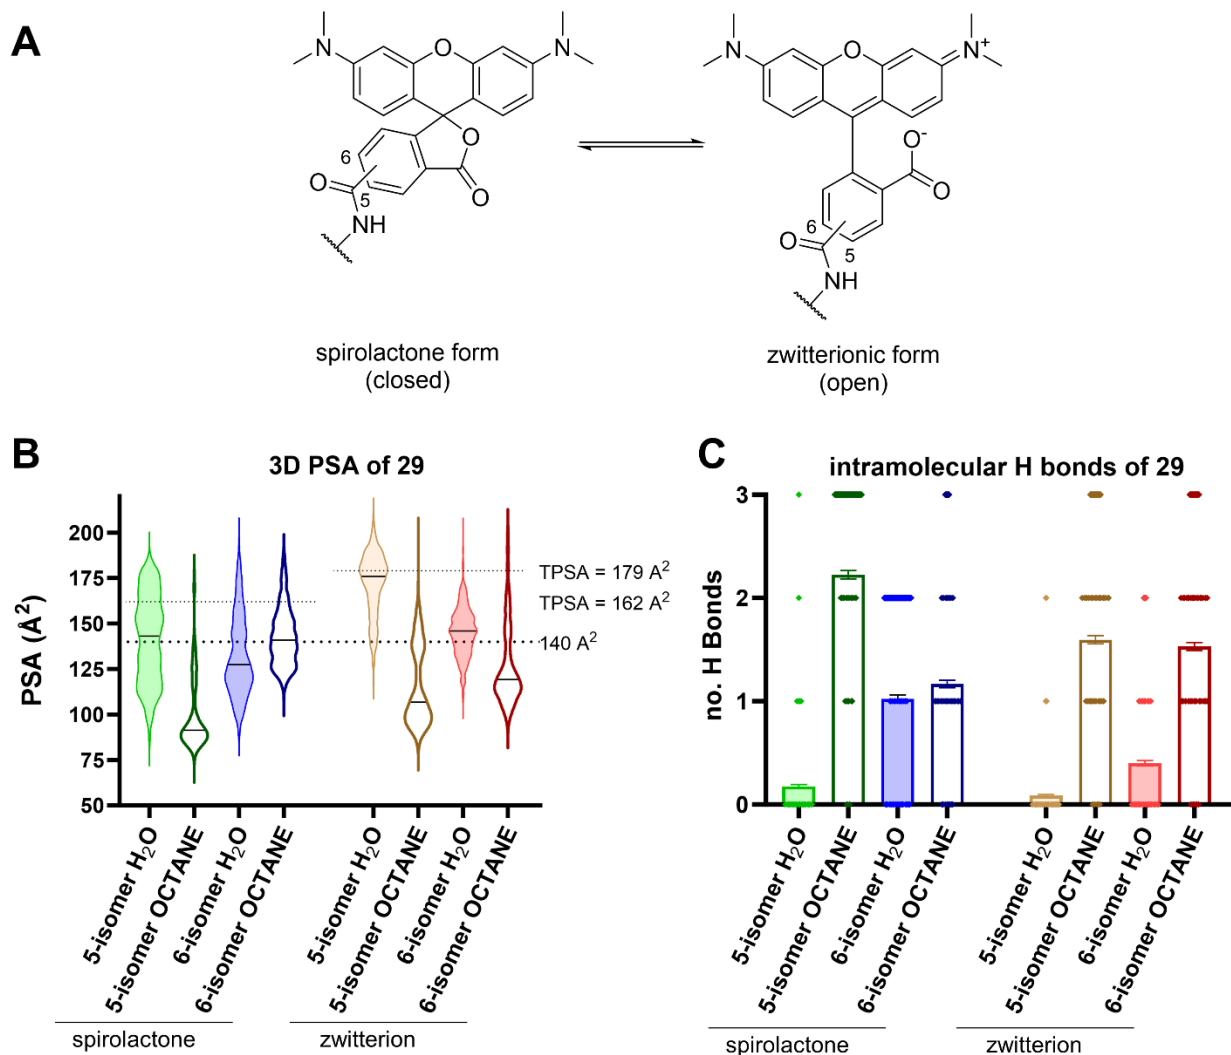 A
N
O
N
6
O
O
O
5
NH
spirolactone form
(closed)
N
O
N+
O-
O
6
O
5
NH
zwitterionic form
(open)
B
3D PSA of 29
PSA (Å2)
200
175
150
125
100
75
50
TPSA = 179 A2
TPSA = 162 A2
140 A2
5-isomer H2O
5-isomer OCTANE
6-isomer H2O
6-isomer OCTANE
5-isomer H2O
5-isomer OCTANE
6-isomer H2O
6-isomer OCTANE
spirolactone
zwitterion
C
intramolecular H bonds of 29
no. H Bonds
3
2
1
0
5-isomer H2O
5-isomer OCTANE
6-isomer H2O
6-isomer OCTANE
5-isomer H2O
5-isomer OCTANE
6-isomer H2O
6-isomer OCTANE
spirolactone
zwitterion